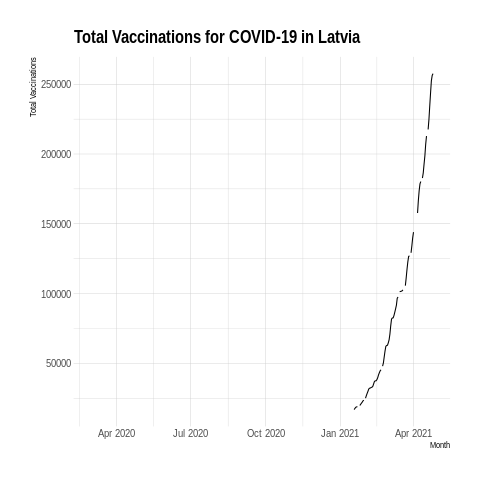 Total Vaccinations for COVID-19 in Latvia
Total Vaccinations
250000
200000
150000
100000
50000
Apr 2020 Jul 2020 Oct 2020 Jan 2021 Apr 2021
Month